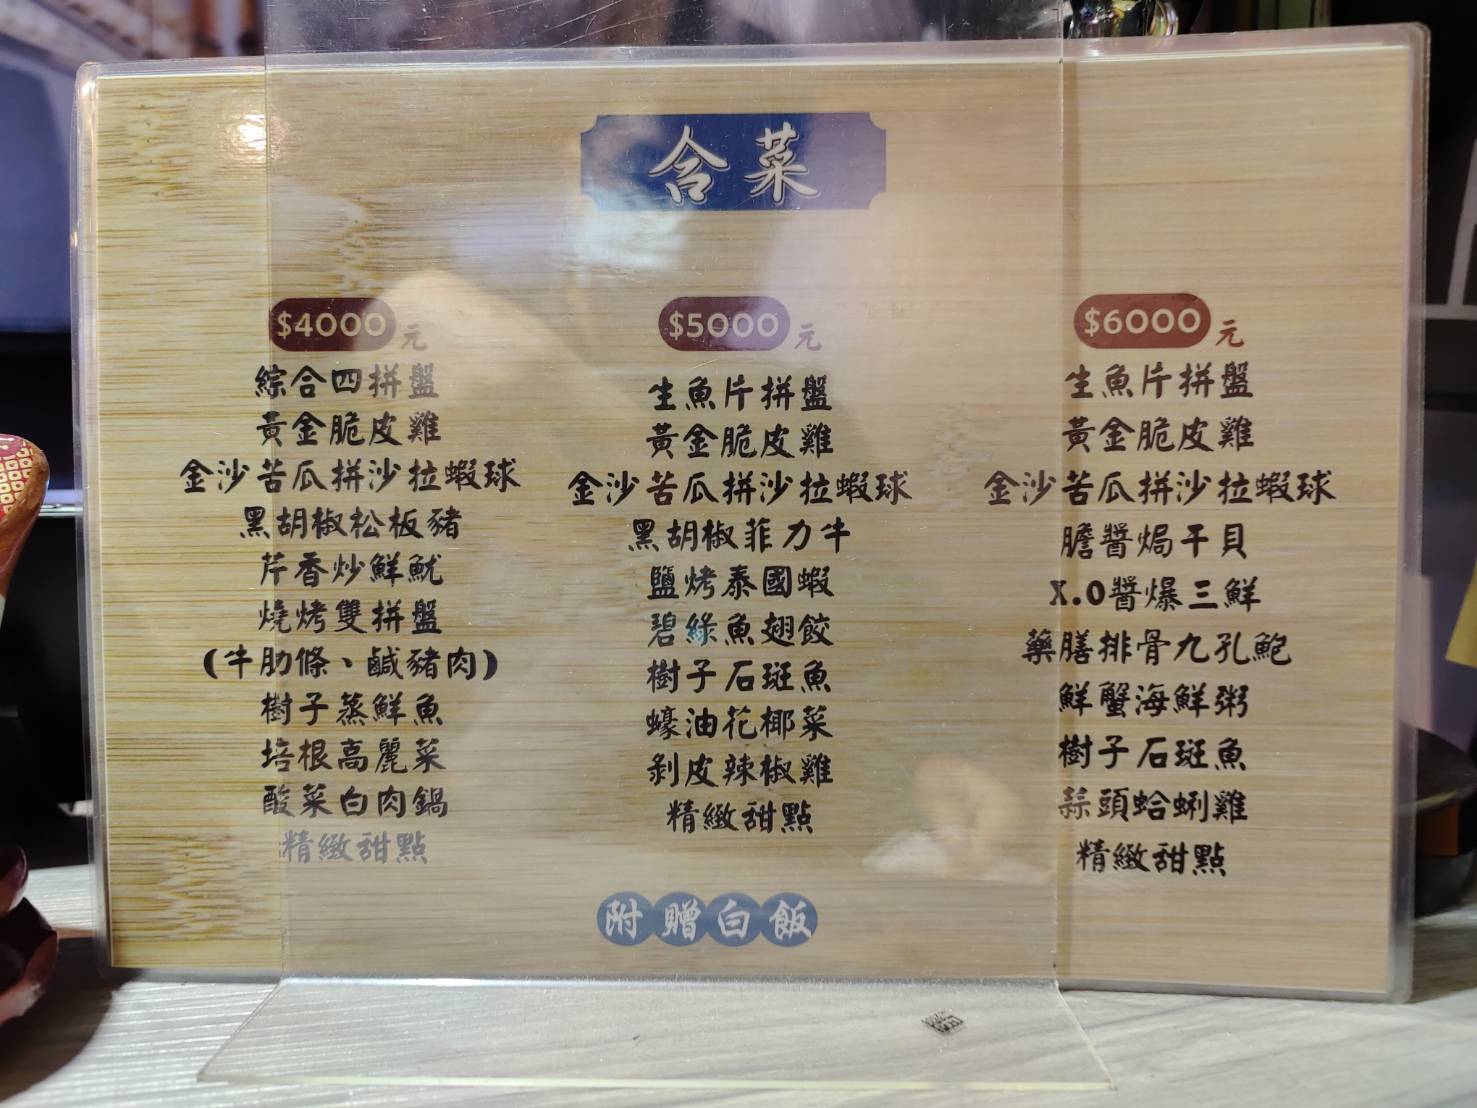 合菜
$4000元
綜合四拼盤
黃金脆皮雞
金沙苦瓜拼沙拉蝦球
黑胡椒松板豬
芹香炒鮮魷
燒烤雙拼盤
(牛肋條、鹹豬肉)
樹子蒸鮮魚
培根高麗菜
酸菜白肉鍋
精緻甜點
$5000元
生魚片拼盤
黃金脆皮雞
金沙苦瓜拼沙拉蝦球
黑胡椒菲力牛
鹽烤泰國蝦
碧綠魚翅餃
樹子石斑魚
蠔油花椰菜
剝皮辣椒雞
精緻甜點
$6000元
生魚片拼盤
黃金脆皮雞
金沙苦瓜拼沙拉蝦球
膽醬焗干貝
X.O醬爆三鮮
藥膳排骨九孔鮑
鮮蟹海鮮粥
樹子石斑魚
蒜頭蛤蜊雞
精緻甜點
附贈白飯